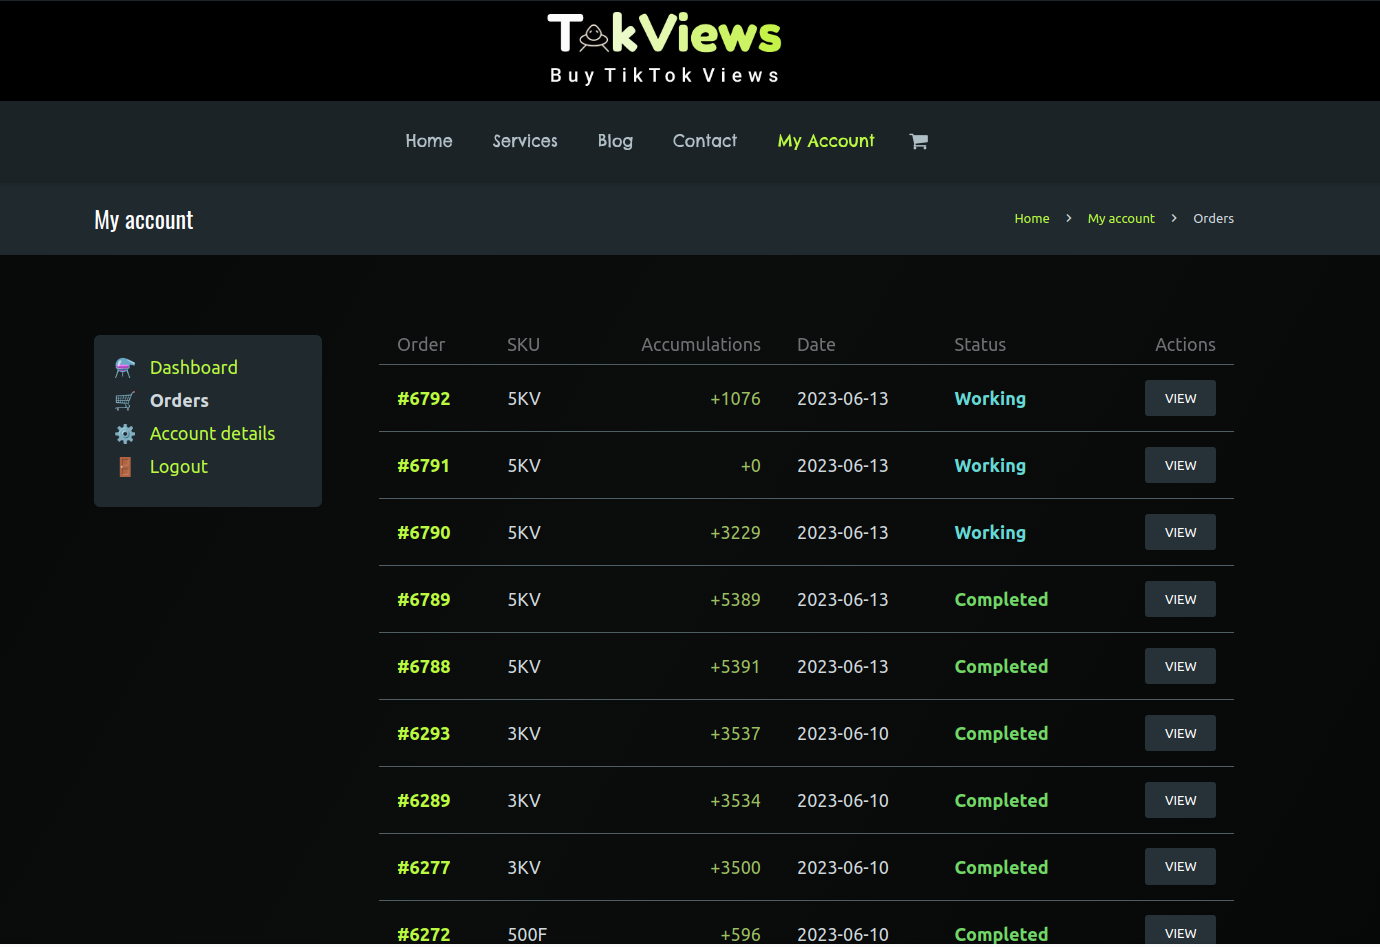 TokViews
Buy TikTok Views
Home Services Blog Contact My Account
My account
Home > My account > Orders
Dashboard
Orders
Account details
Logout
Order SKU Accumulations Date Status Actions
#6792 5KV +1076 2023-06-13 Working VIEW
#6791 5KV +0 2023-06-13 Working VIEW
#6790 5KV +3229 2023-06-13 Working VIEW
#6789 5KV +5389 2023-06-13 Completed VIEW
#6788 5KV +5391 2023-06-13 Completed VIEW
#6293 3KV +3537 2023-06-10 Completed VIEW
#6289 3KV +3534 2023-06-10 Completed VIEW
#6277 3KV +3500 2023-06-10 Completed VIEW
#6272 500F +596 2023-06-10 Completed VIEW